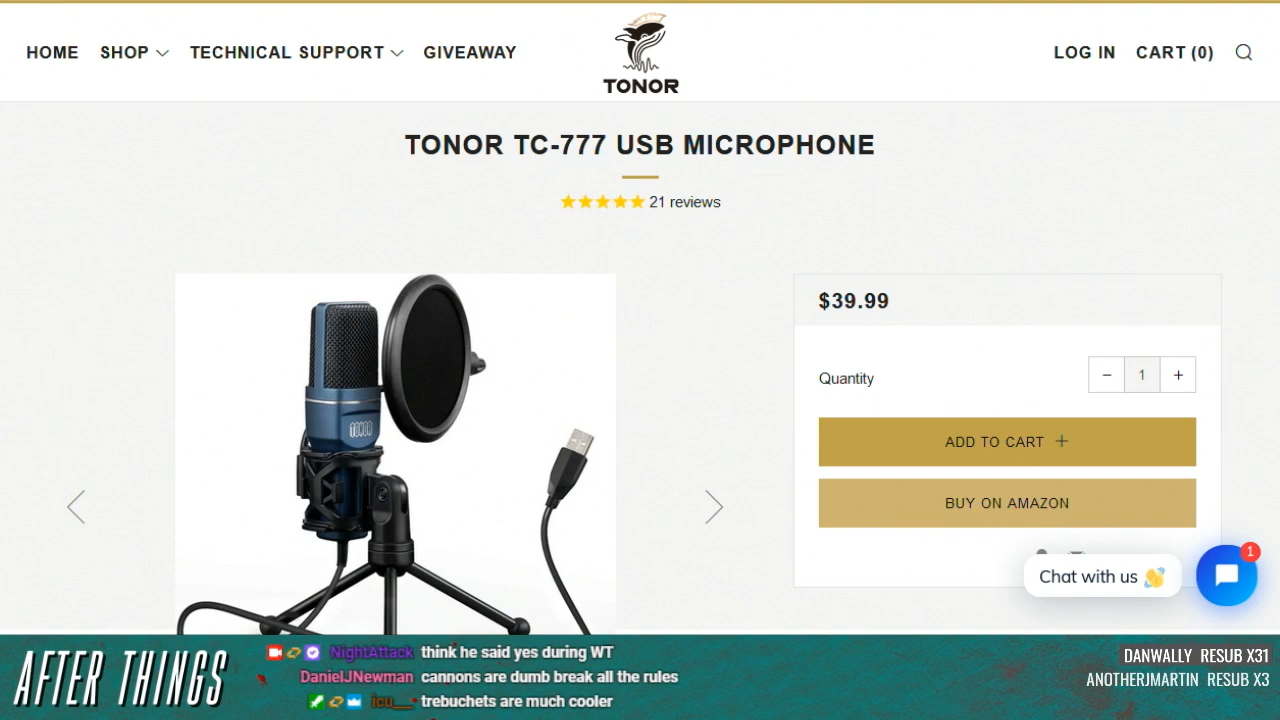 HOME SHOP TECHNICAL SUPPORT GIVEAWAY
TONOR
LOG IN CART (0)
TONOR TC-777 USB MICROPHONE
21 reviews
TONOR
$39.99
Quantity − 1 +
ADD TO CART +
BUY ON AMAZON
Chat with us 👋
1
AFTER THINGS
NightAttack think he said yes during WT
DanielJNewman cannons are dumb break all the rules
icu__ trebuchets are much cooler
DANWALLY RESUB X31
ANOTHERJMARTIN RESUB X3